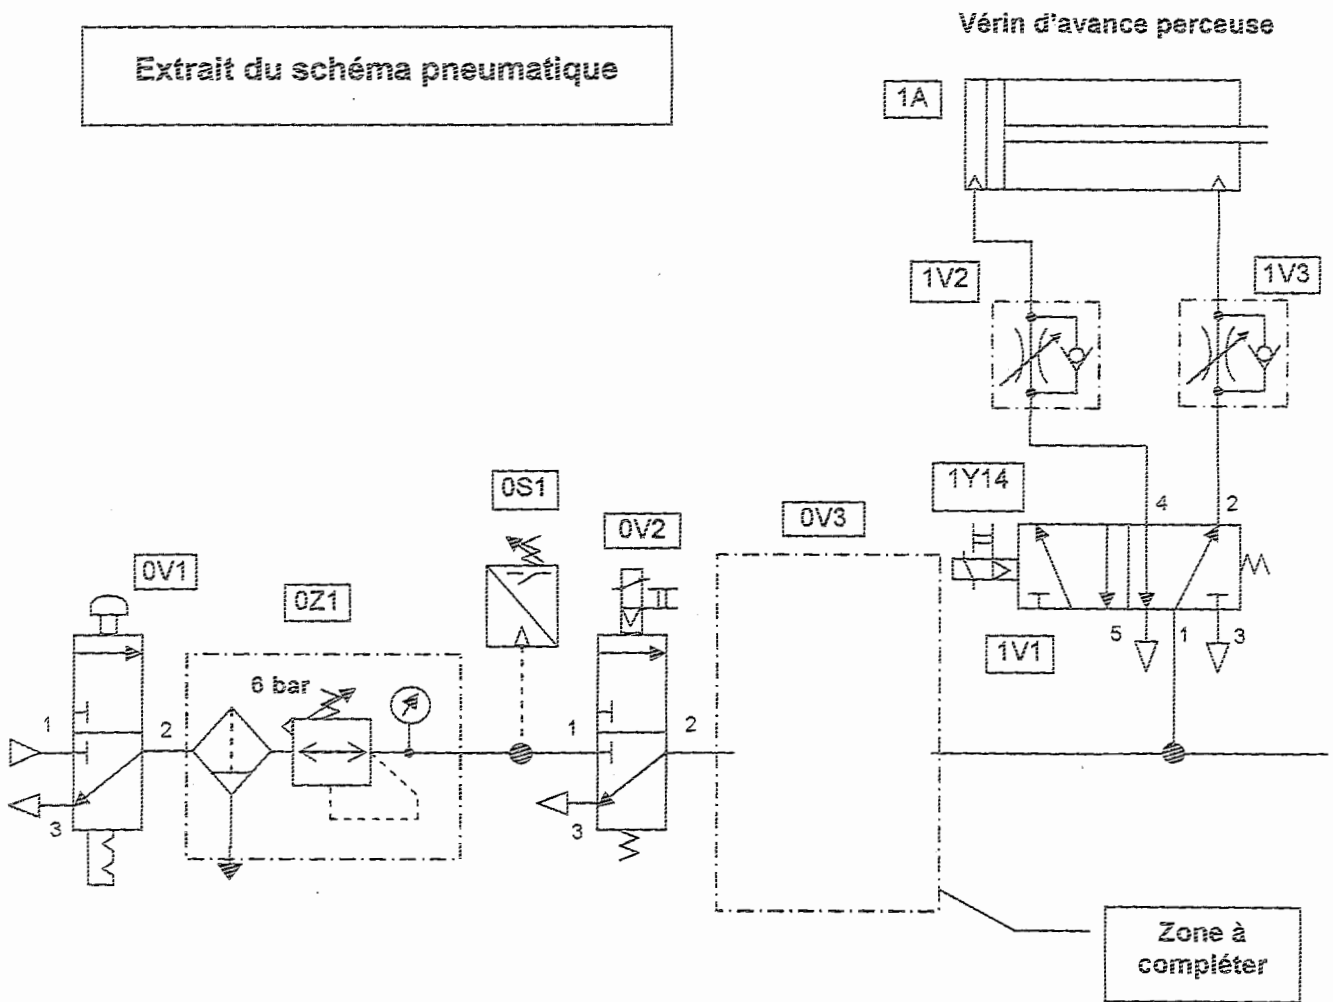 Vérin d'avance perceuse
Extrait du schéma pneumatique
1A
1V2
1V3
0S1
1Y14
0V3
0V2
4
2
0V1
0Z1
5
1
3
1V1
6 bar
1
2
1
2
3
3
Zone à
compléter